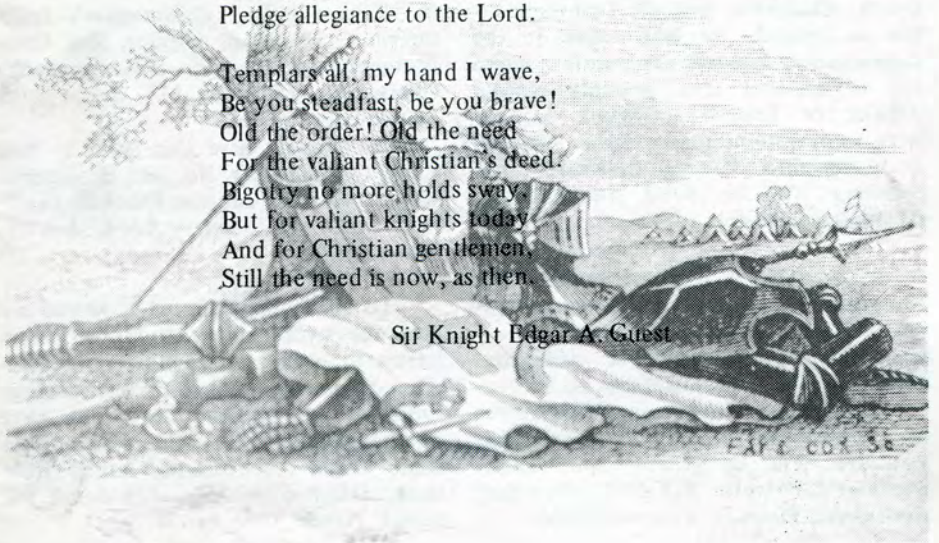 Pledge allegiance to the Lord.
Templars all, my hand I wave,
Be you steadfast, be you brave!
Old the order! Old the need
For the valiant Christian's deed.
Bigotry no more holds sway,
But for valiant knights today
And for Christian gentlemen,
Still the need is now, as then.
Sir Knight Edgar A. Guest
COX SC